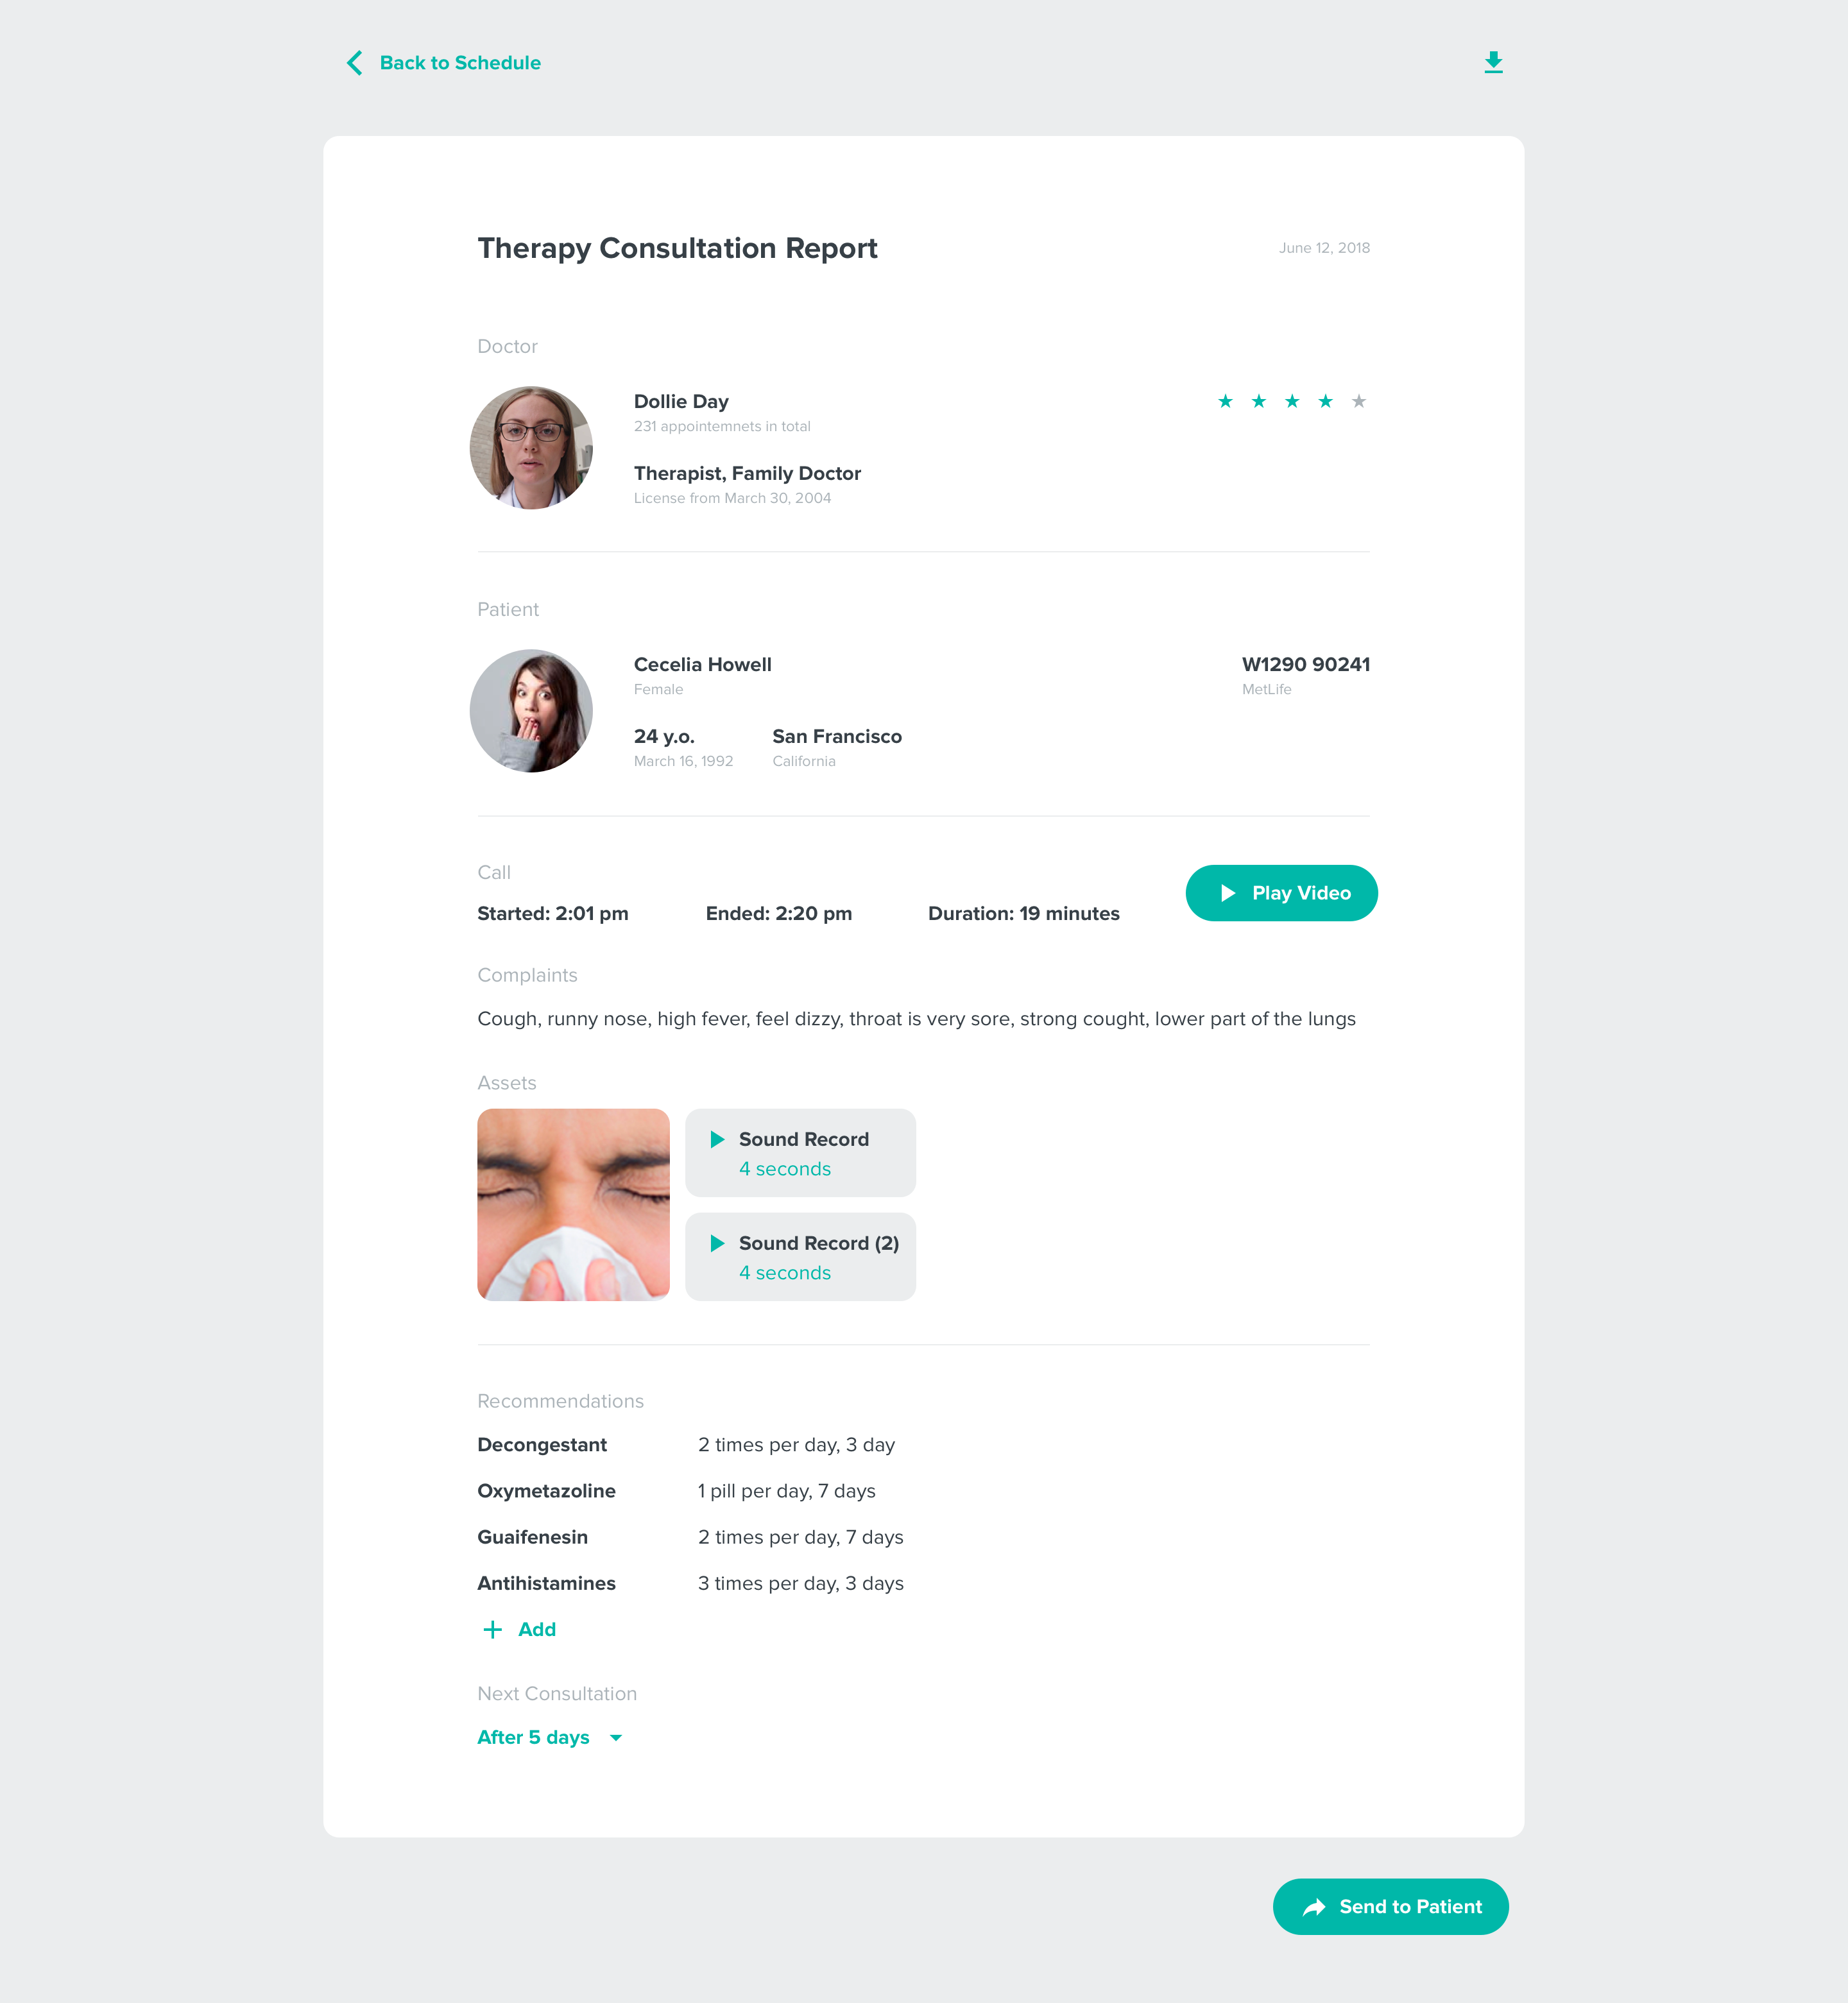 Back to Schedule
Therapy Consultation Report
June 12, 2018
Doctor
Dollie Day
231 appointemnets in total
Therapist, Family Doctor
License from March 30, 2004
Patient
Cecelia Howell
Female
W1290 90241
MetLife
24 y.o.
March 16, 1992
San Francisco
California
Call
Started: 2:01 pm
Ended: 2:20 pm
Duration: 19 minutes
Play Video
Complaints
Cough, runny nose, high fever, feel dizzy, throat is very sore, strong cought, lower part of the lungs
Assets
Sound Record
4 seconds
Sound Record (2)
4 seconds
Recommendations
Decongestant 2 times per day, 3 day
Oxymetazoline 1 pill per day, 7 days
Guaifenesin 2 times per day, 7 days
Antihistamines 3 times per day, 3 days
Add
Next Consultation
After 5 days
Send to Patient